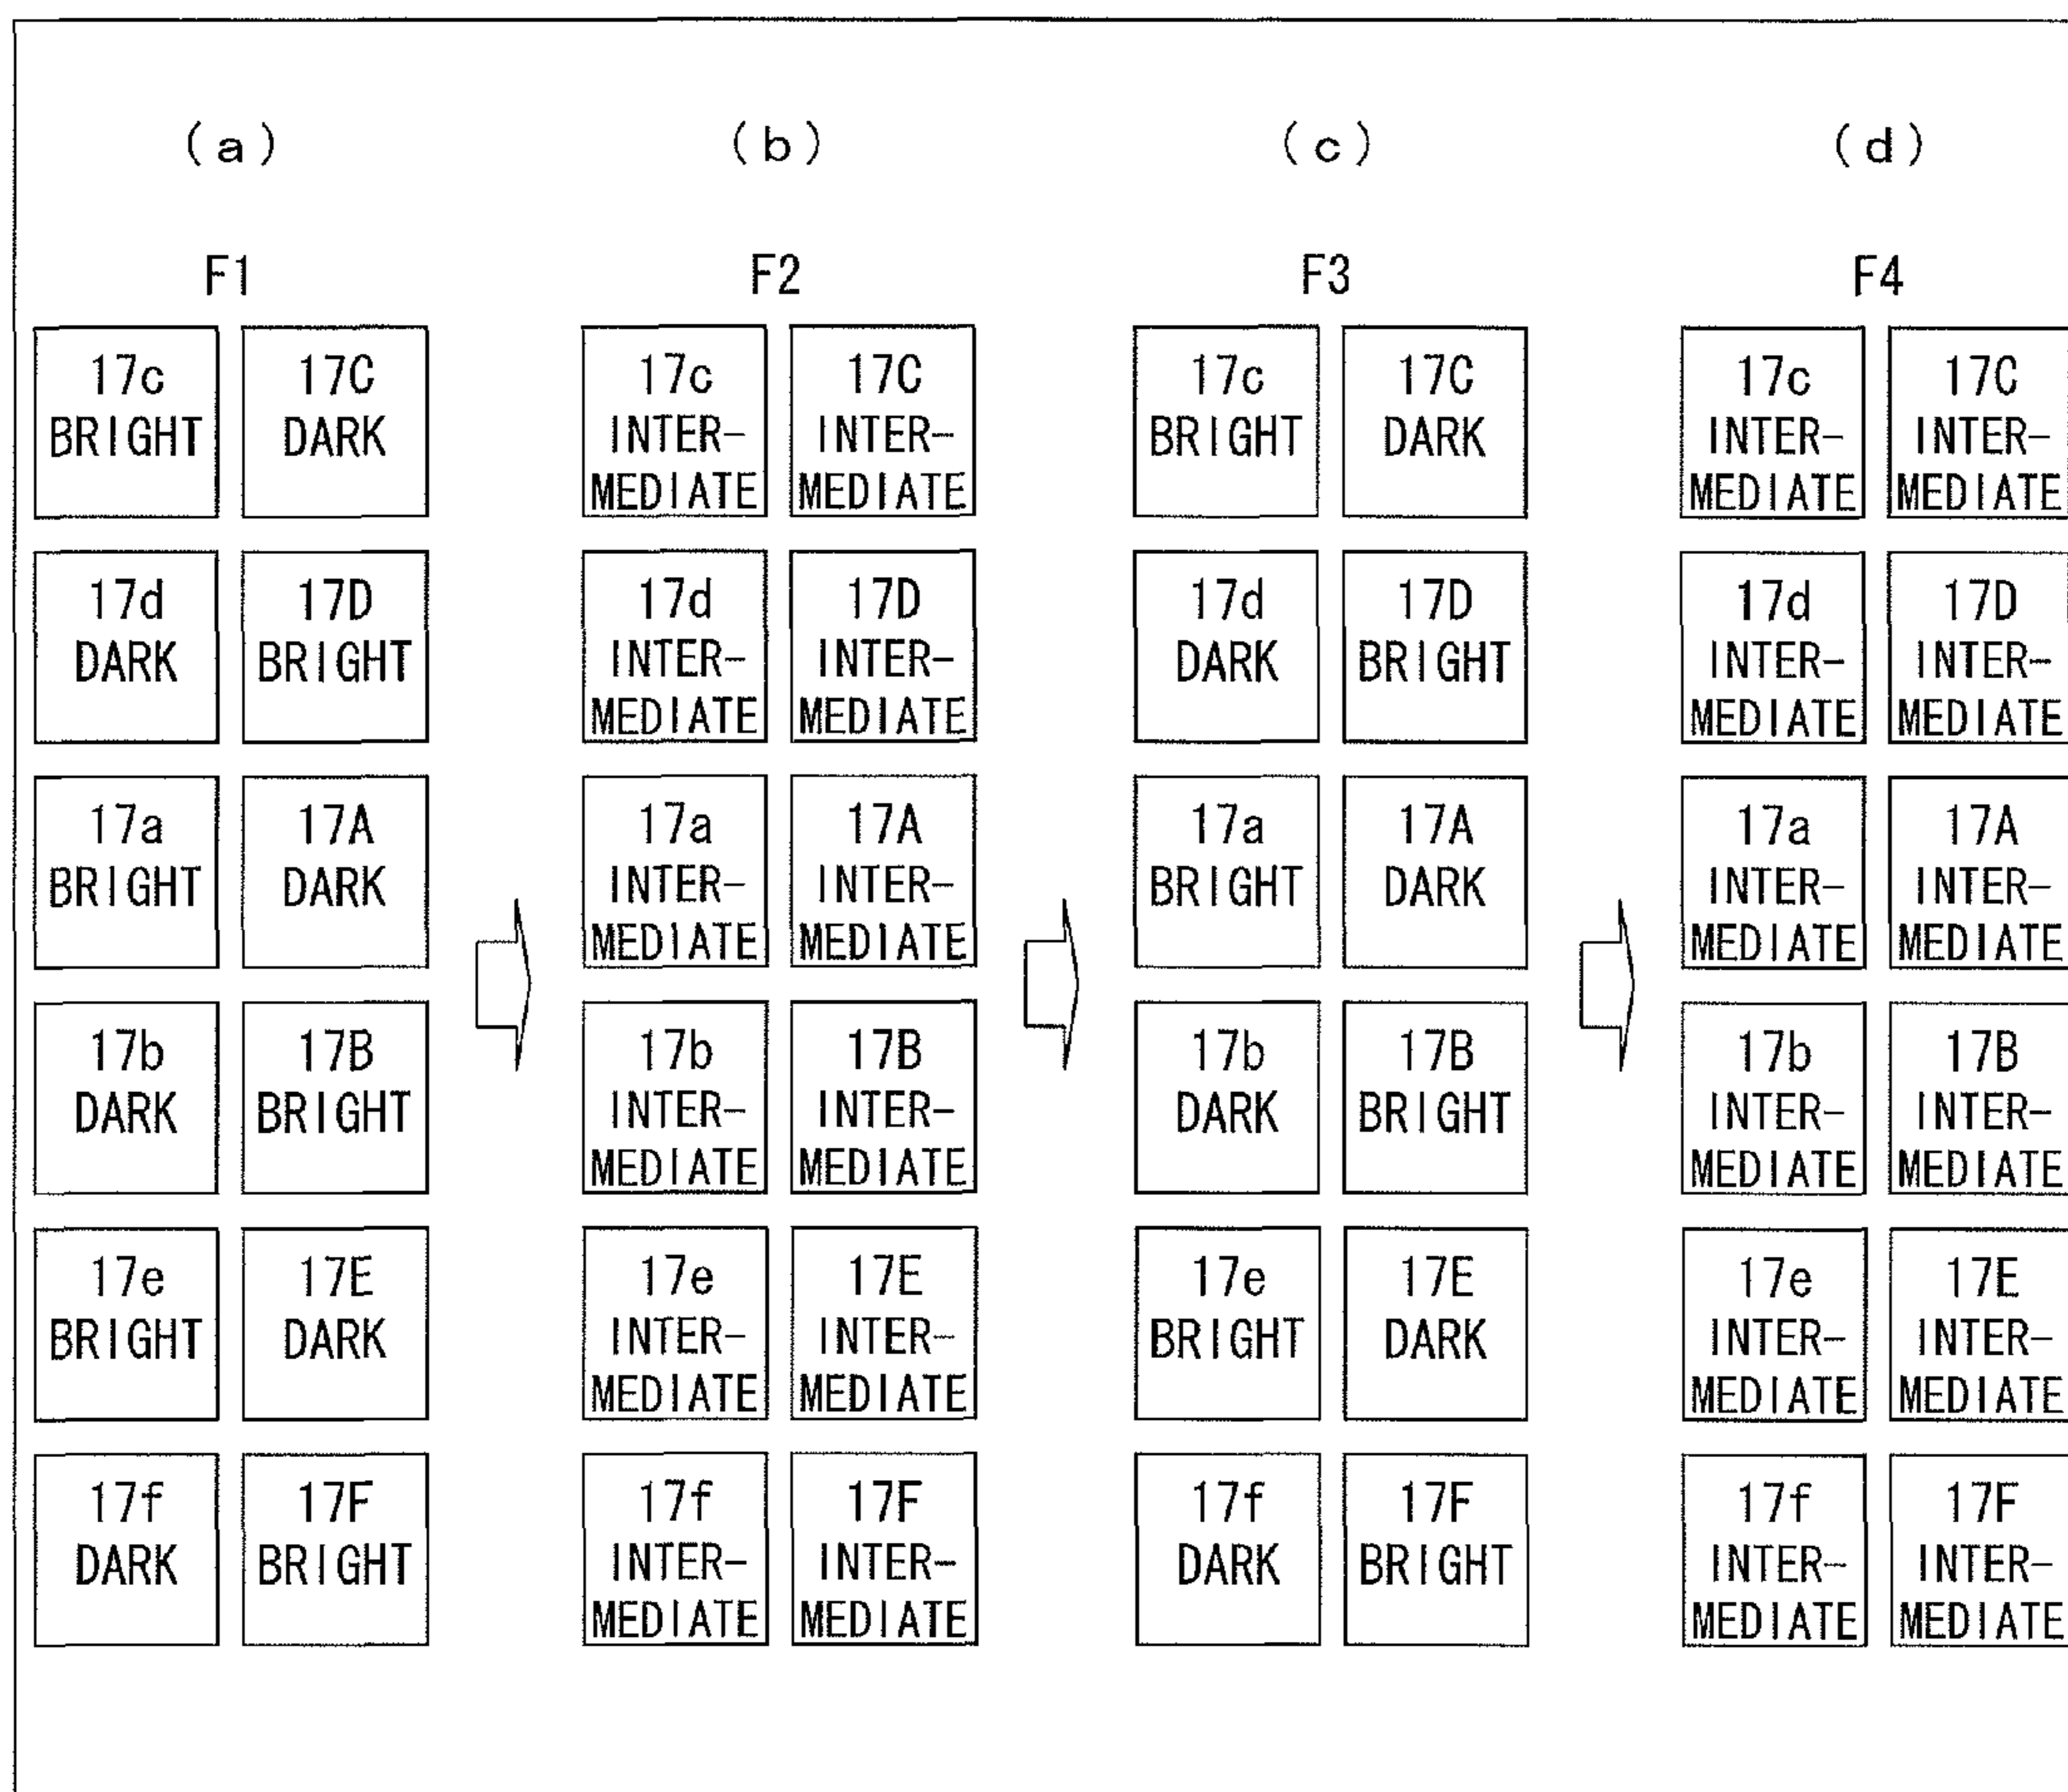 (a) (b) (c) (d)
F1 F2 F3 F4
17c 17C 17c 17C 17c 17C 17c 17C
BRIGHT DARK INTER- INTER- BRIGHT DARK INTER- INTER-
MEDIATE MEDIATE MEDIATE MEDIATE
17d 17D 17d 17D 17d 17D 17d 17D
DARK BRIGHT INTER- INTER- DARK BRIGHT INTER- INTER-
MEDIATE MEDIATE MEDIATE MEDIATE
17a 17A 17a 17A 17a 17A 17a 17A
BRIGHT DARK INTER- INTER- BRIGHT DARK INTER- INTER-
MEDIATE MEDIATE MEDIATE MEDIATE
17b 17B 17b 17B 17b 17B 17b 17B
DARK BRIGHT INTER- INTER- DARK BRIGHT INTER- INTER-
MEDIATE MEDIATE MEDIATE MEDIATE
17e 17E 17e 17E 17e 17E 17e 17E
BRIGHT DARK INTER- INTER- BRIGHT DARK INTER- INTER-
MEDIATE MEDIATE MEDIATE MEDIATE
17f 17F 17f 17F 17f 17F 17f 17F
DARK BRIGHT INTER- INTER- DARK BRIGHT INTER- INTER-
MEDIATE MEDIATE MEDIATE MEDIATE